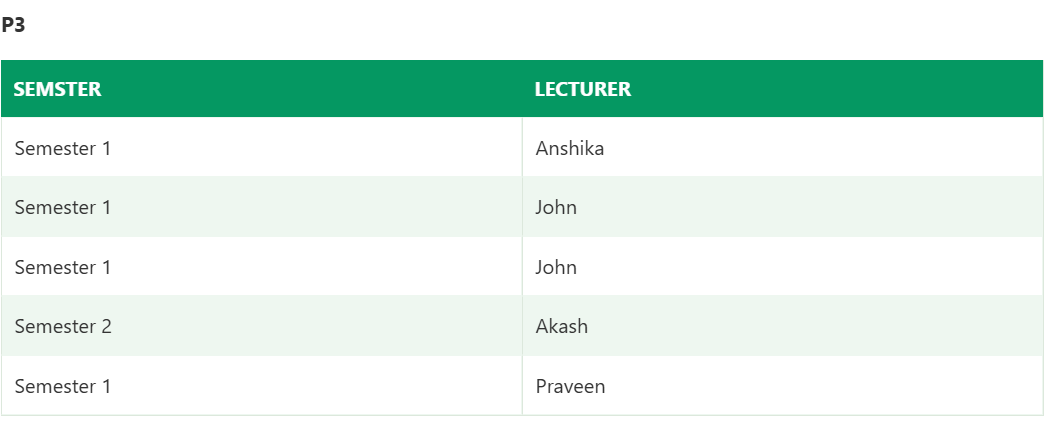 P3
SEMSTER LECTURER
Semester 1 Anshika
Semester 1 John
Semester 1 John
Semester 2 Akash
Semester 1 Praveen